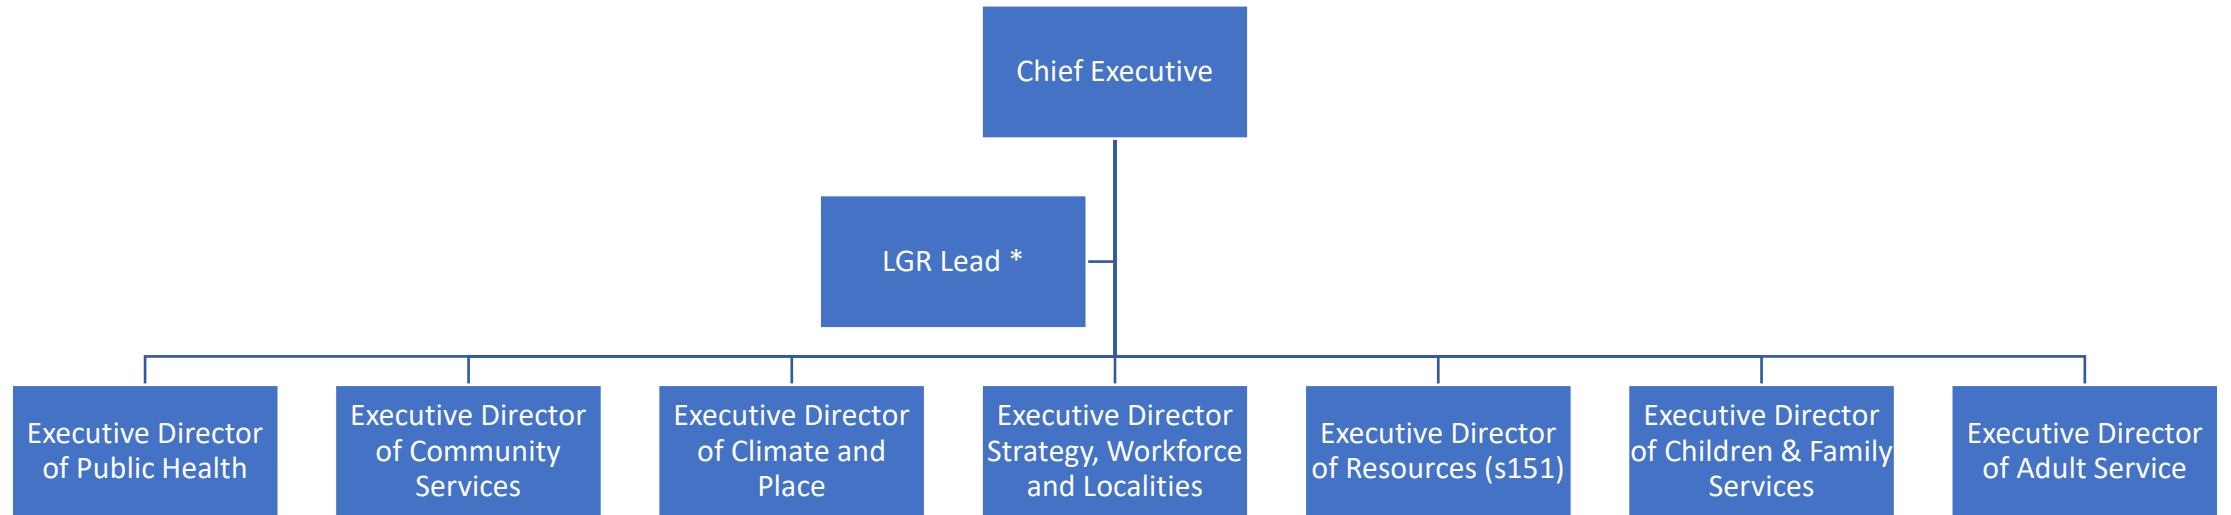 Chief Executive
LGR Lead *
Executive Director
of Public Health
Executive Director
of Community
Services
Executive Director
of Climate and
Place
Executive Director
Strategy, Workforce
and Localities
Executive Director
of Resources (s151)
Executive Director
of Children & Family
Services
Executive Director
of Adult Service